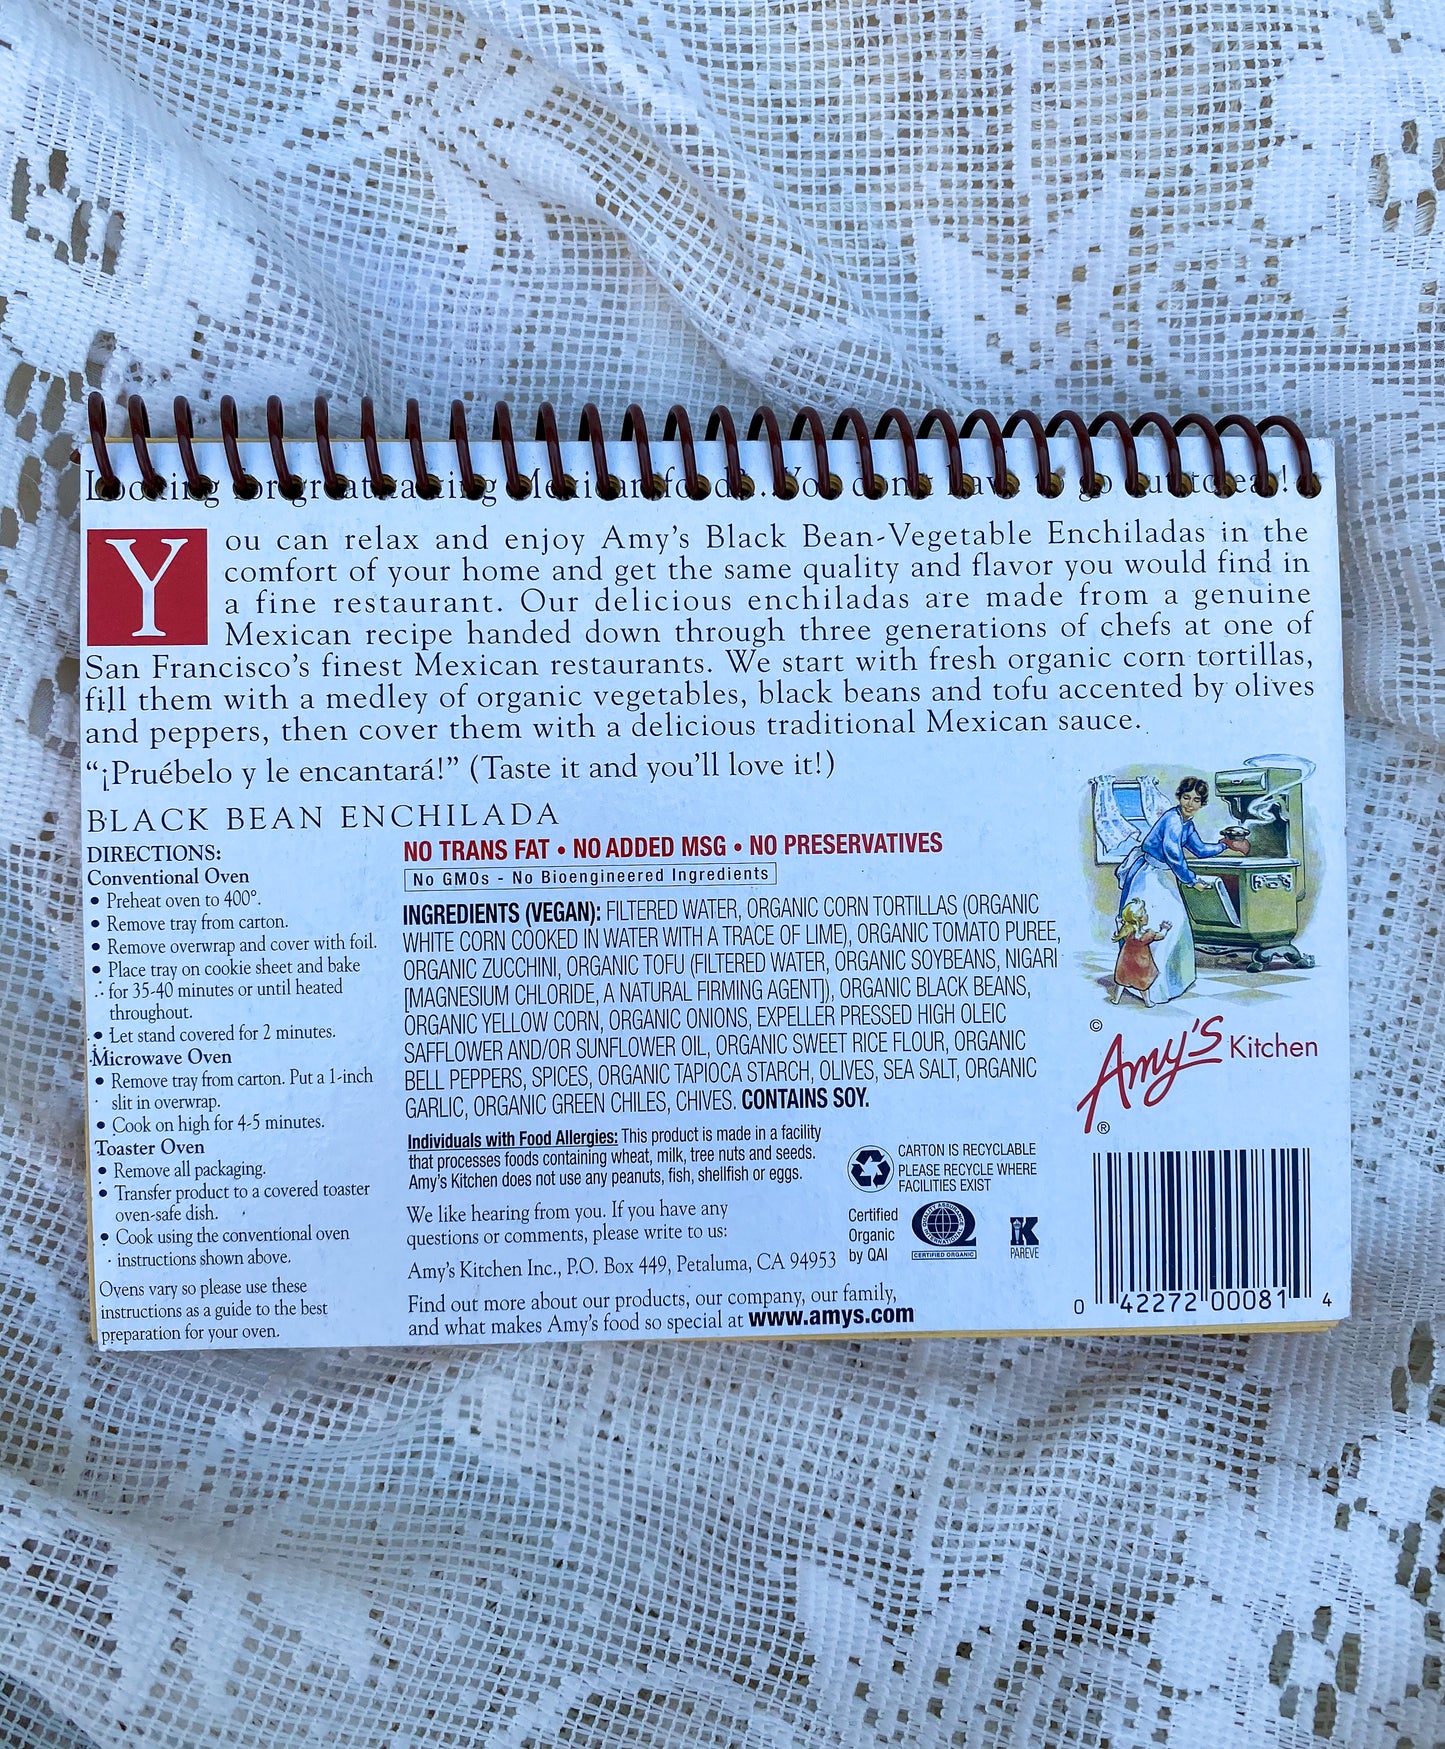 Looking for great tasting Mexican food?... You don't have to go out to eat!
You can relax and enjoy Amy's Black Bean-Vegetable Enchiladas in the
comfort of your home and get the same quality and flavor you would find in
a fine restaurant. Our delicious enchiladas are made from a genuine
Mexican recipe handed down through three generations of chefs at one of
San Francisco's finest Mexican restaurants. We start with fresh organic corn tortillas,
fill them with a medley of organic vegetables, black beans and tofu accented by olives
and peppers, then cover them with a delicious traditional Mexican sauce.
“¡Pruébelo y le encantará!” (Taste it and you'll love it!)
BLACK BEAN ENCHILADA
DIRECTIONS:
Conventional Oven
• Preheat oven to 400°.
• Remove tray from carton.
• Remove overwrap and cover with foil.
• Place tray on cookie sheet and bake
for 35-40 minutes or until heated
throughout.
• Let stand covered for 2 minutes.
Microwave Oven
• Remove tray from carton. Put a 1-inch
slit in overwrap.
• Cook on high for 4-5 minutes.
Toaster Oven
• Remove all packaging.
• Transfer product to a covered toaster
oven-safe dish.
• Cook using the conventional oven
instructions shown above.
Ovens vary so please use these
instructions as a guide to the best
preparation for your oven.
NO TRANS FAT • NO ADDED MSG • NO PRESERVATIVES
No GMOs - No Bioengineered Ingredients
INGREDIENTS (VEGAN): FILTERED WATER, ORGANIC CORN TORTILLAS (ORGANIC
WHITE CORN COOKED IN WATER WITH A TRACE OF LIME), ORGANIC TOMATO PUREE,
ORGANIC ZUCCHINI, ORGANIC TOFU (FILTERED WATER, ORGANIC SOYBEANS, NIGARI
[MAGNESIUM CHLORIDE, A NATURAL FIRMING AGENT]), ORGANIC BLACK BEANS,
ORGANIC YELLOW CORN, ORGANIC ONIONS, EXPELLER PRESSED HIGH OLEIC
SAFFLOWER AND/OR SUNFLOWER OIL, ORGANIC SWEET RICE FLOUR, ORGANIC
BELL PEPPERS, SPICES, ORGANIC TAPIOCA STARCH, OLIVES, SEA SALT, ORGANIC
GARLIC, ORGANIC GREEN CHILES, CHIVES. CONTAINS SOY.
Individuals with Food Allergies: This product is made in a facility
that processes foods containing wheat, milk, tree nuts and seeds.
Amy's Kitchen does not use any peanuts, fish, shellfish or eggs.
We like hearing from you. If you have any
questions or comments, please write to us:
Amy's Kitchen Inc., P.O. Box 449, Petaluma, CA 94953
Find out more about our products, our company, our family,
and what makes Amy's food so special at www.amys.com
CARTON IS RECYCLABLE
PLEASE RECYCLE WHERE
FACILITIES EXIST
Certified
Organic
by QAI
QUALITY ASSURANCE
INTERNATIONAL
CERTIFIED ORGANIC
K
PAREVE
©
Amy's Kitchen
®
0 42272 00081 4